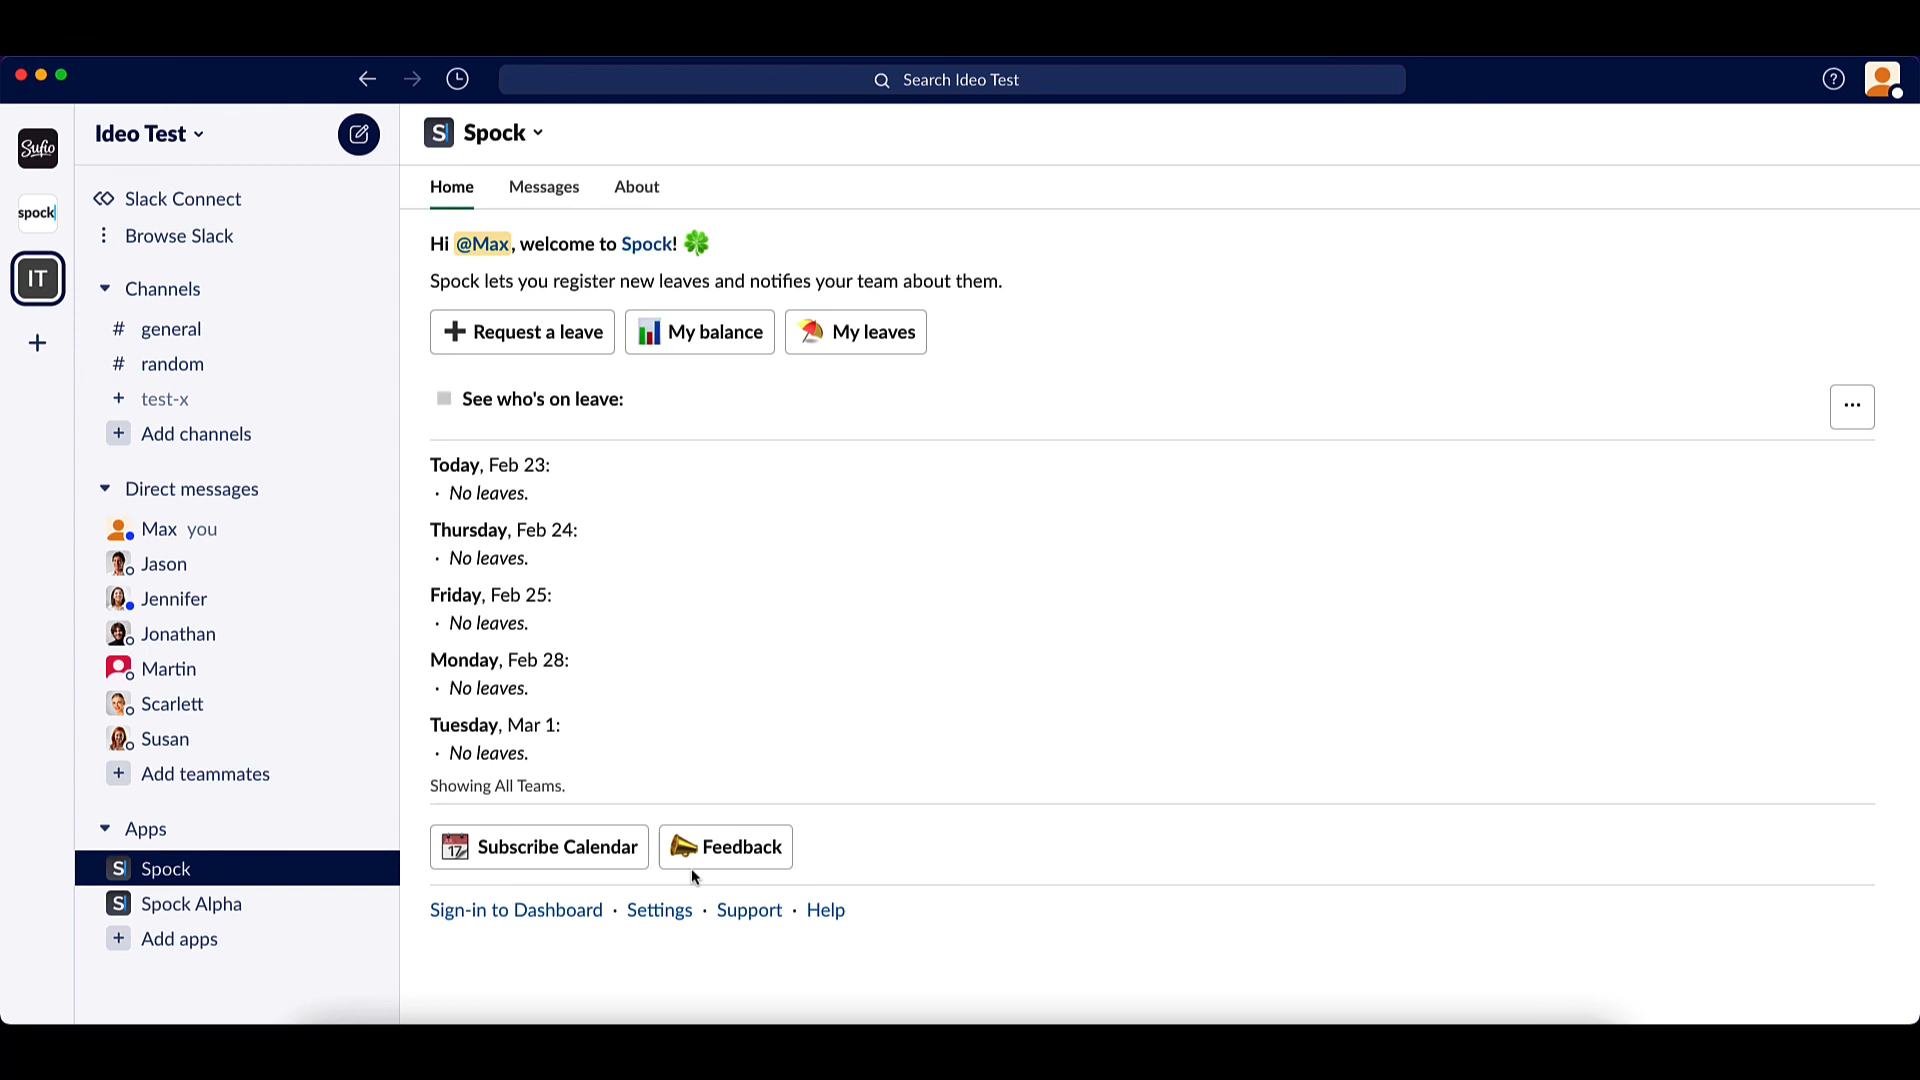 Search Ideo Test
Sufio
spock
IT
Ideo Test
Slack Connect
Browse Slack
Channels
# general
# random
+ test-x
+ Add channels
Direct messages
Max you
Jason
Jennifer
Jonathan
Martin
Scarlett
Susan
+ Add teammates
Apps
S Spock
S Spock Alpha
+ Add apps
S Spock
Home Messages About
Hi @Max, welcome to Spock!
Spock lets you register new leaves and notifies your team about them.
Request a leave My balance My leaves
See who's on leave:
Today, Feb 23:
· No leaves.
Thursday, Feb 24:
· No leaves.
Friday, Feb 25:
· No leaves.
Monday, Feb 28:
· No leaves.
Tuesday, Mar 1:
· No leaves.
Showing All Teams.
17 Subscribe Calendar Feedback
Sign-in to Dashboard · Settings · Support · Help